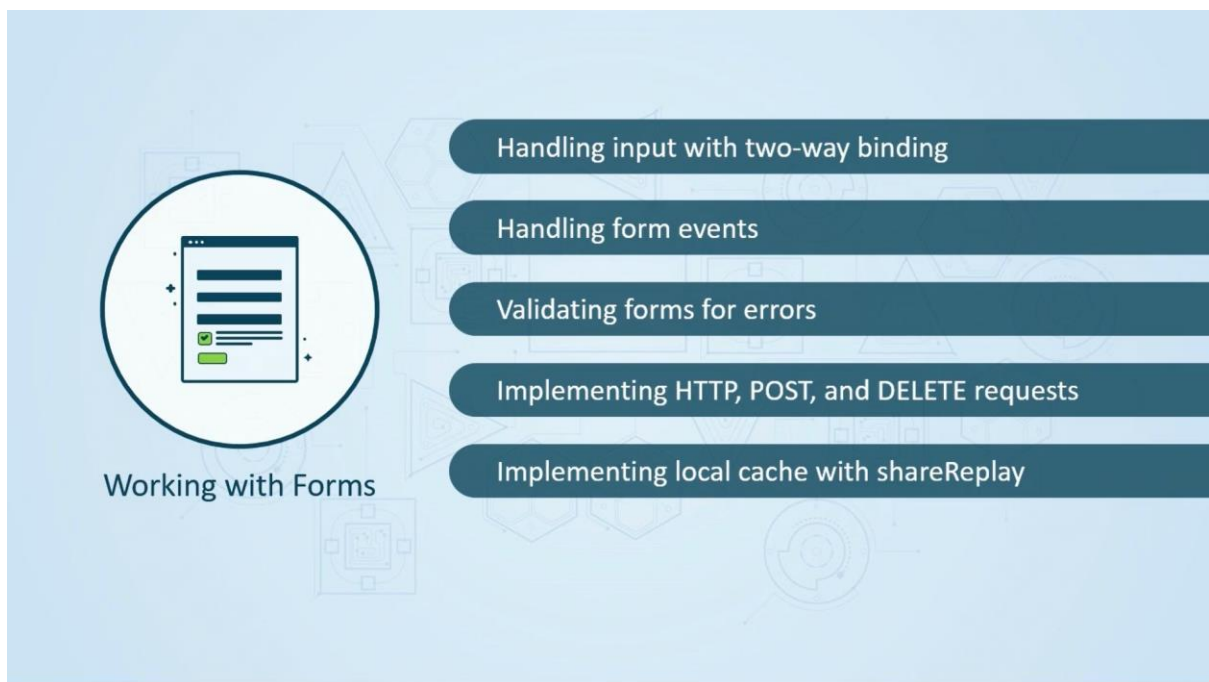 Handling input with two-way binding
Handling form events
Validating forms for errors
Implementing HTTP, POST, and DELETE requests
Implementing local cache with shareReplay
Working with Forms